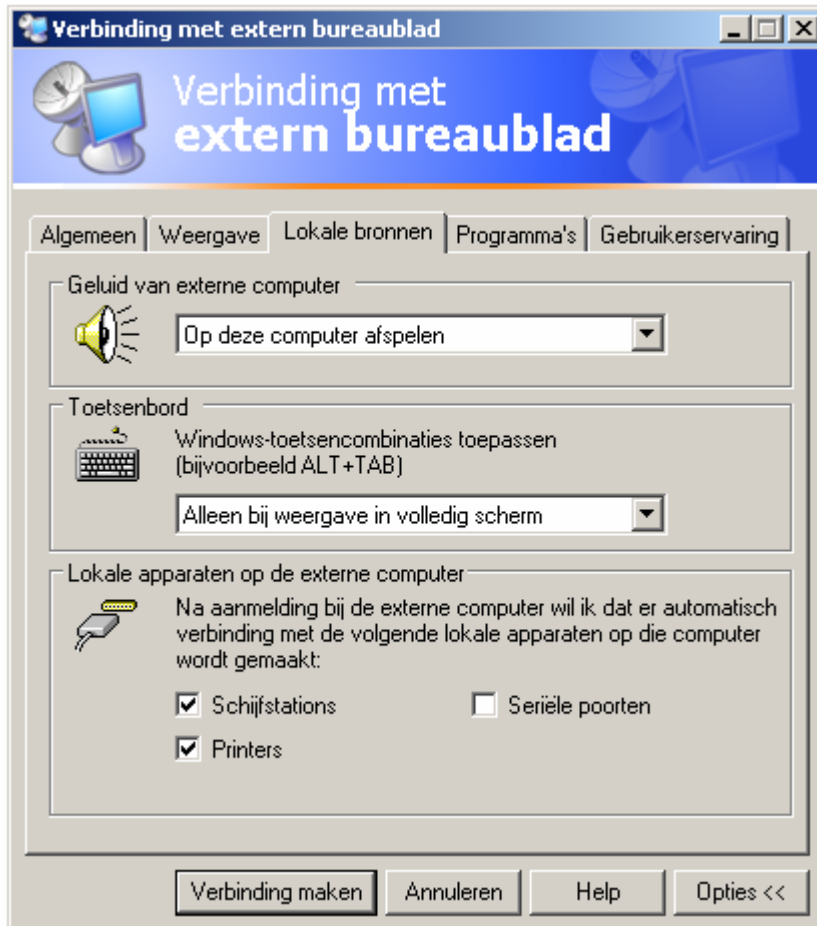 Verbinding met extern bureaublad
Verbinding met
extern bureaublad
Algemeen
Weergave
Lokale bronnen
Programma's
Gebruikerservaring
Geluid van externe computer
Op deze computer afspelen
Toetsenbord
Windows-toetsencombinaties toepassen
(bijvoorbeeld ALT+TAB)
Alleen bij weergave in volledig scherm
Lokale apparaten op de externe computer
Na aanmelding bij de externe computer wil ik dat er automatisch
verbinding met de volgende lokale apparaten op die computer
wordt gemaakt:
Schijfstations
Seriële poorten
Printers
Verbinding maken
Annuleren
Help
Opties <<